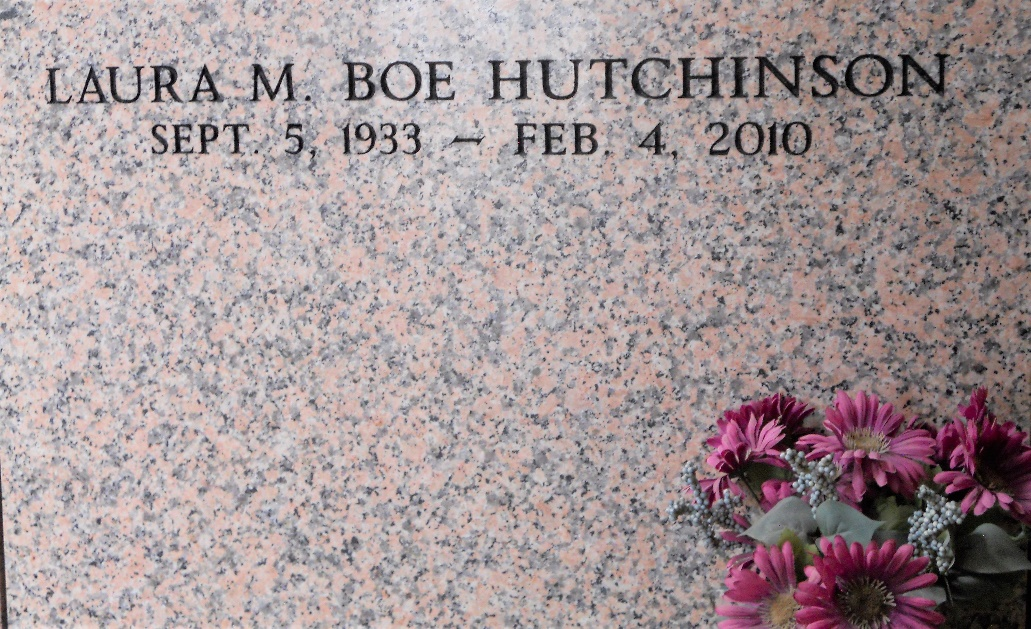 LAURA M. BOE HUTCHINSON
SEPT. 5, 1933 – FEB. 4, 2010